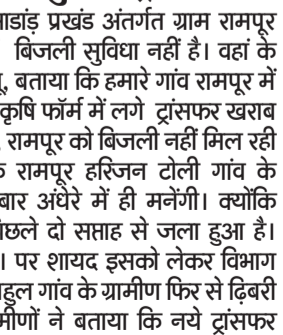 साडांड़ प्रखंड अंतर्गत ग्राम रामपूर
बिजली सुविधा नहीं है। वहां के
बताया कि हमारे गांव रामपूर में
कृषि फॉर्म में लगे ट्रांसफर खराब
रामपूर को बिजली नहीं मिल रही
रामपूर हरिजन टोली गांव के
बार अंधेरे में ही मनेंगी। क्योंकि
पिछले दो सप्ताह से जला हुआ है।
। पर शायद इसको लेकर विभाग
गांव के ग्रामीण फिर से ढ़िबरी
ने बताया कि नये ट्रांसफर